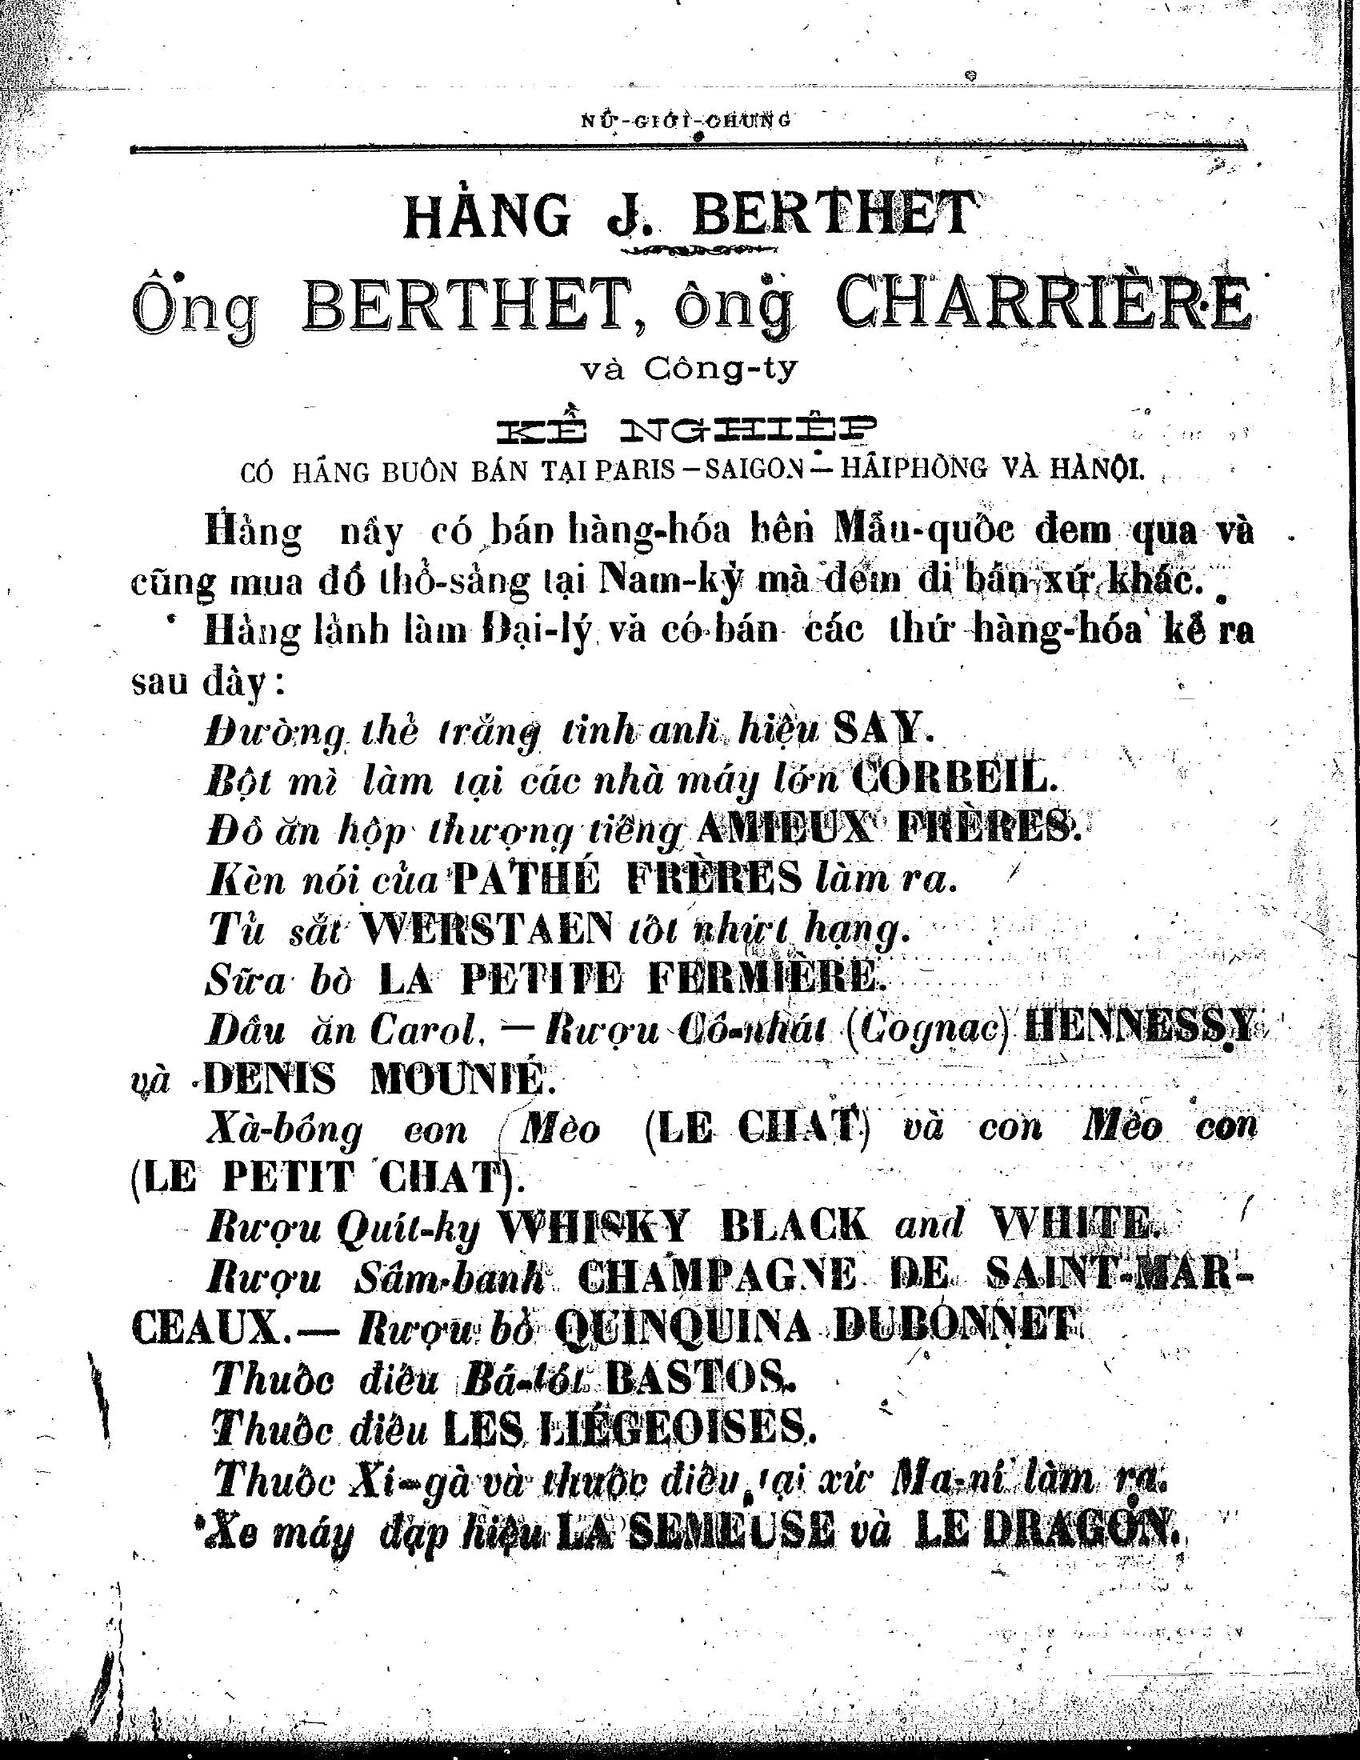 NỮ-GIỚI-CHUNG
HẢNG J. BERTHET
Ông BERTHET, ông CHARRIÈRE
và Công-ty
KẾ NGHIỆP
CÓ HÃNG BUÔN BÁN TẠI PARIS — SAIGON — HẢIPHÒNG VÀ HÀNỘI.
Hảng nầy có bán hàng-hóa bên Mẫu-quốc đem qua và
cũng mua đồ thổ-sảng tại Nam-kỳ mà đem đi bán xứ khác.
Hảng lảnh làm Đại-lý và có bán các thứ hàng-hóa kể ra
sau đây :
Đường thẻ trắng tinh anh hiệu SAY.
Bột mì làm tại các nhà máy lớn CORBEIL.
Đồ ăn hộp thượng tiếng AMIEUX FRÈRES.
Kèn nói của PATHÉ FRÈRES làm ra.
Tủ sắt WERSTAEN tốt nhứt hạng.
Sữa bò LA PETITE FERMIÈRE.
Dầu ăn Carol. — Rượu Cô-nhát (Cognac) HENNESSY
và DENIS MOUNIÉ.
Xà-bông con Mèo (LE CHAT) và con Mèo con
(LE PETIT CHAT).
Rượu Quít-ky WHISKY BLACK and WHITE.
Rượu Sâm-banh CHAMPAGNE DE SAINT-MAR-
CEAUX. — Rượu bổ QUINQUINA DUBONNET
Thuốc điếu Bá-tót BASTOS.
Thuốc điếu LES LIÉGEOISES.
Thuốc Xi-gà và thuốc điếu tại xứ Ma-ní làm ra.
Xe máy đạp hiệu LA SEMEUSE và LE DRAGON.